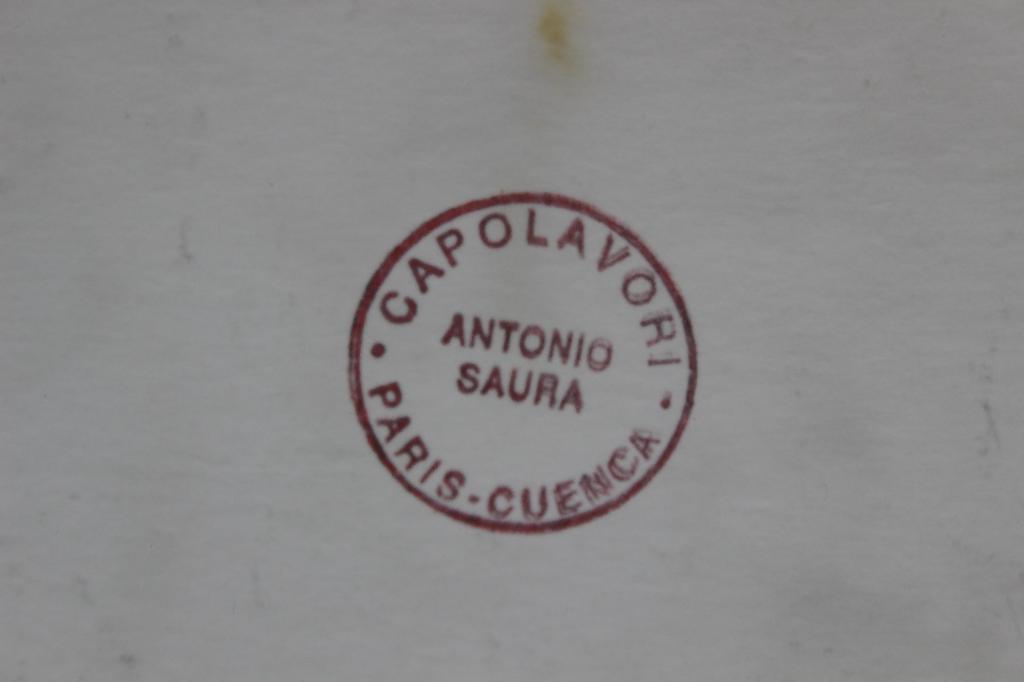 • CAPOLAVORI •
ANTONIO
SAURA
PARIS-CUENCA